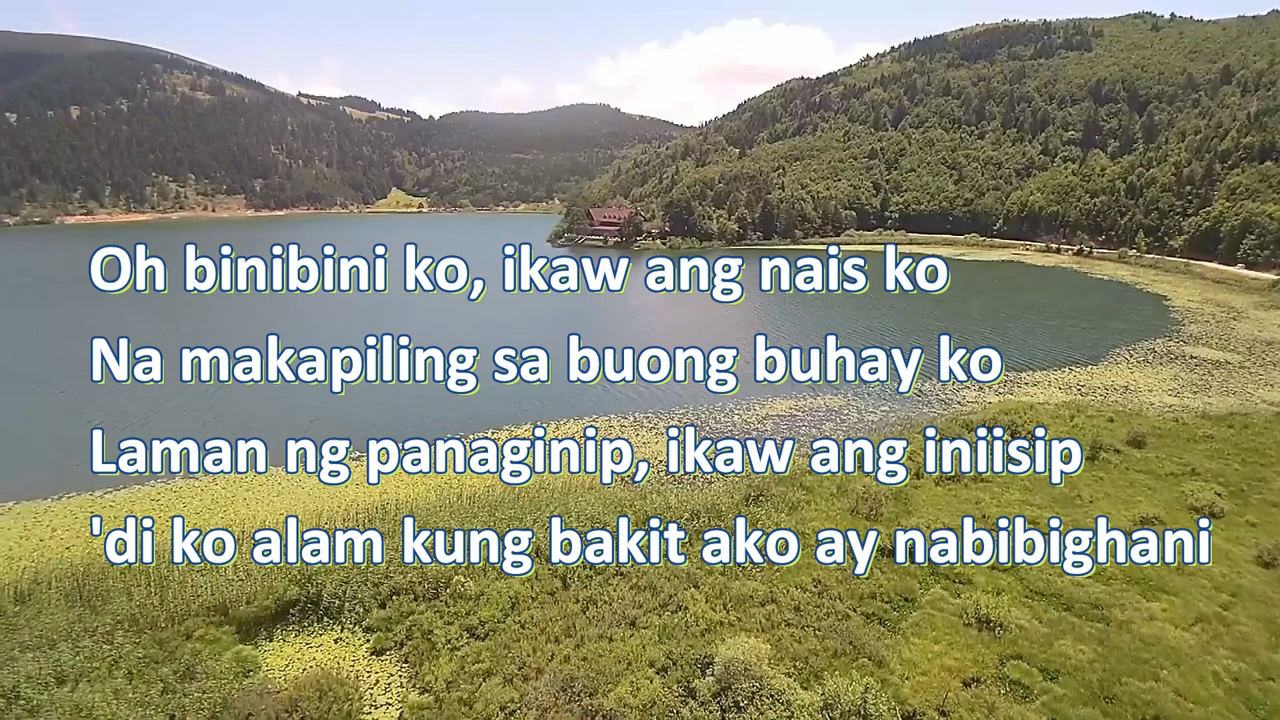 Oh binibini ko, ikaw ang nais ko
Na makapiling sa buong buhay ko
Laman ng panaginip, ikaw ang iniisip
'di ko alam kung bakit ako ay nabibighani